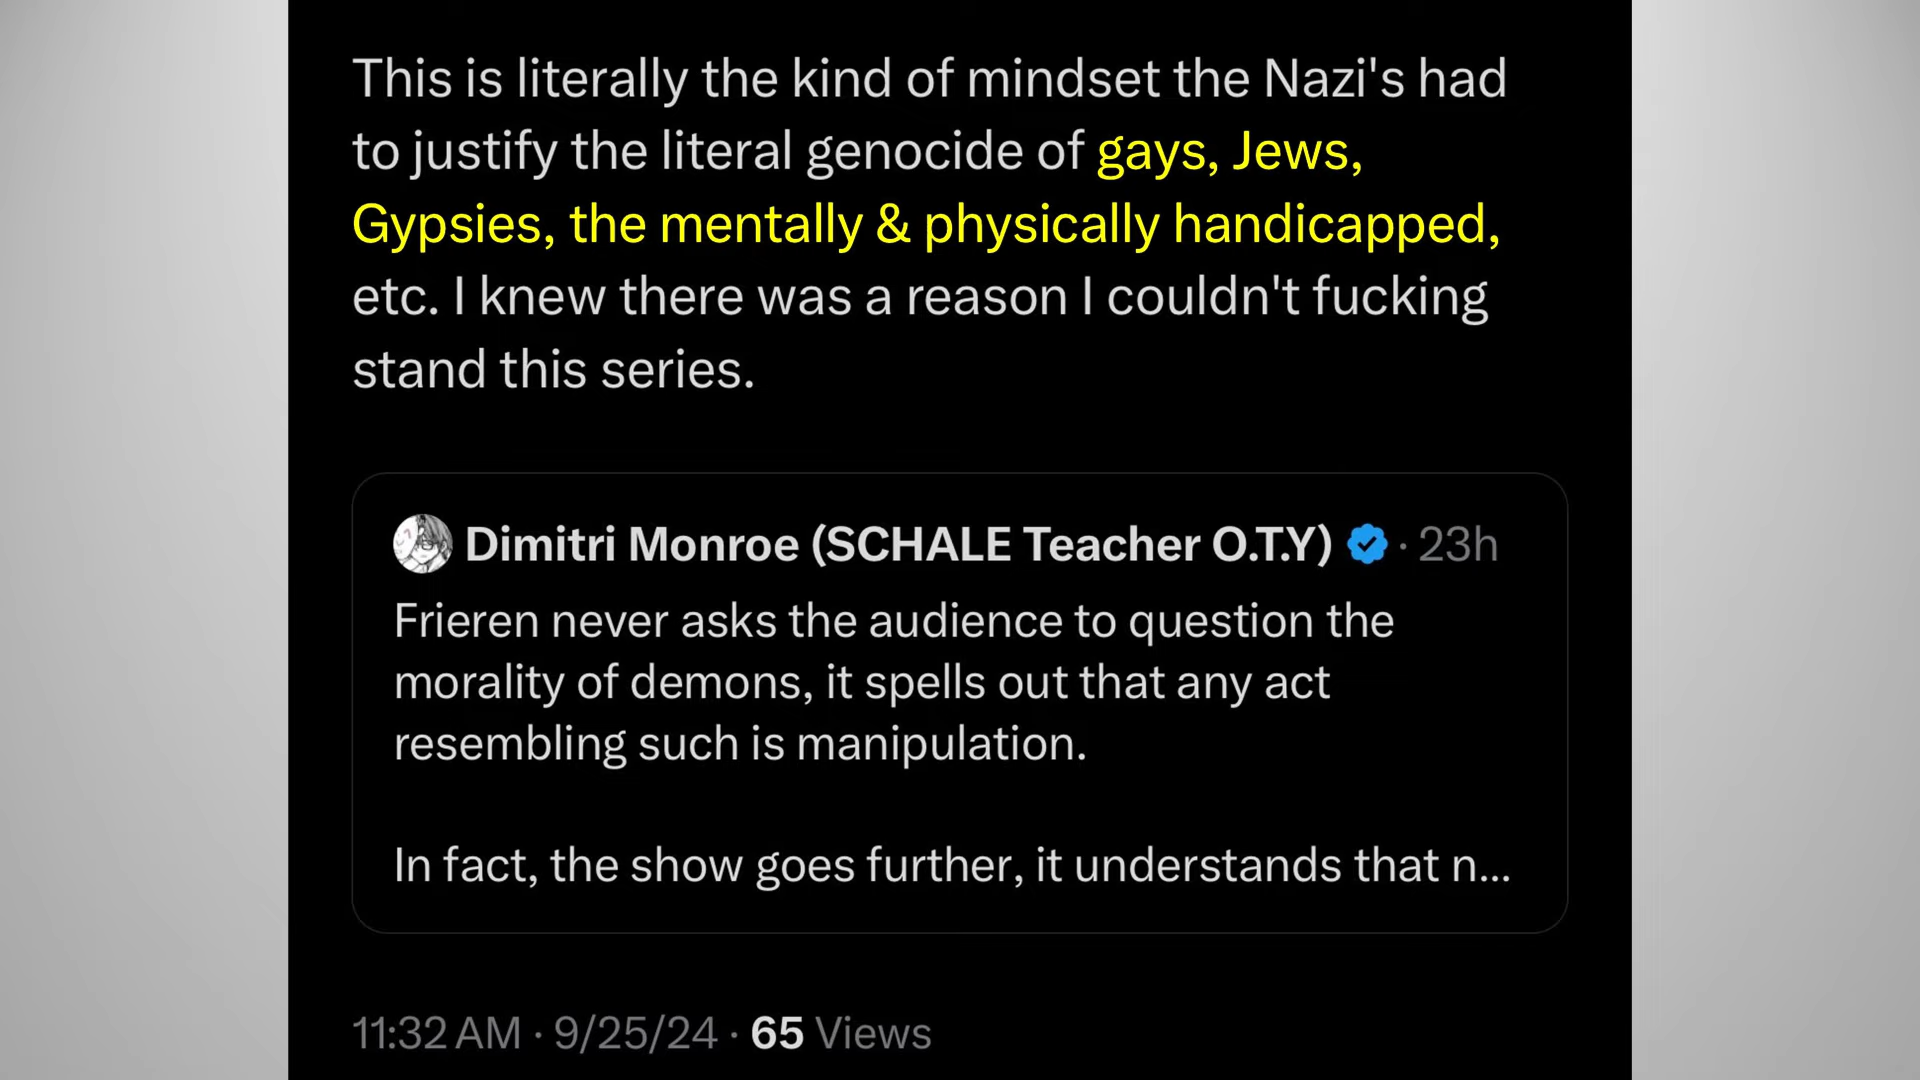 This is literally the kind of mindset the Nazi's had
to justify the literal genocide of gays, Jews,
Gypsies, the mentally & physically handicapped,
etc. I knew there was a reason I couldn't fucking
stand this series.
Dimitri Monroe (SCHALE Teacher O.T.Y) · 23h
Frieren never asks the audience to question the
morality of demons, it spells out that any act
resembling such is manipulation.
In fact, the show goes further, it understands that n...
11:32 AM · 9/25/24 · 65 Views